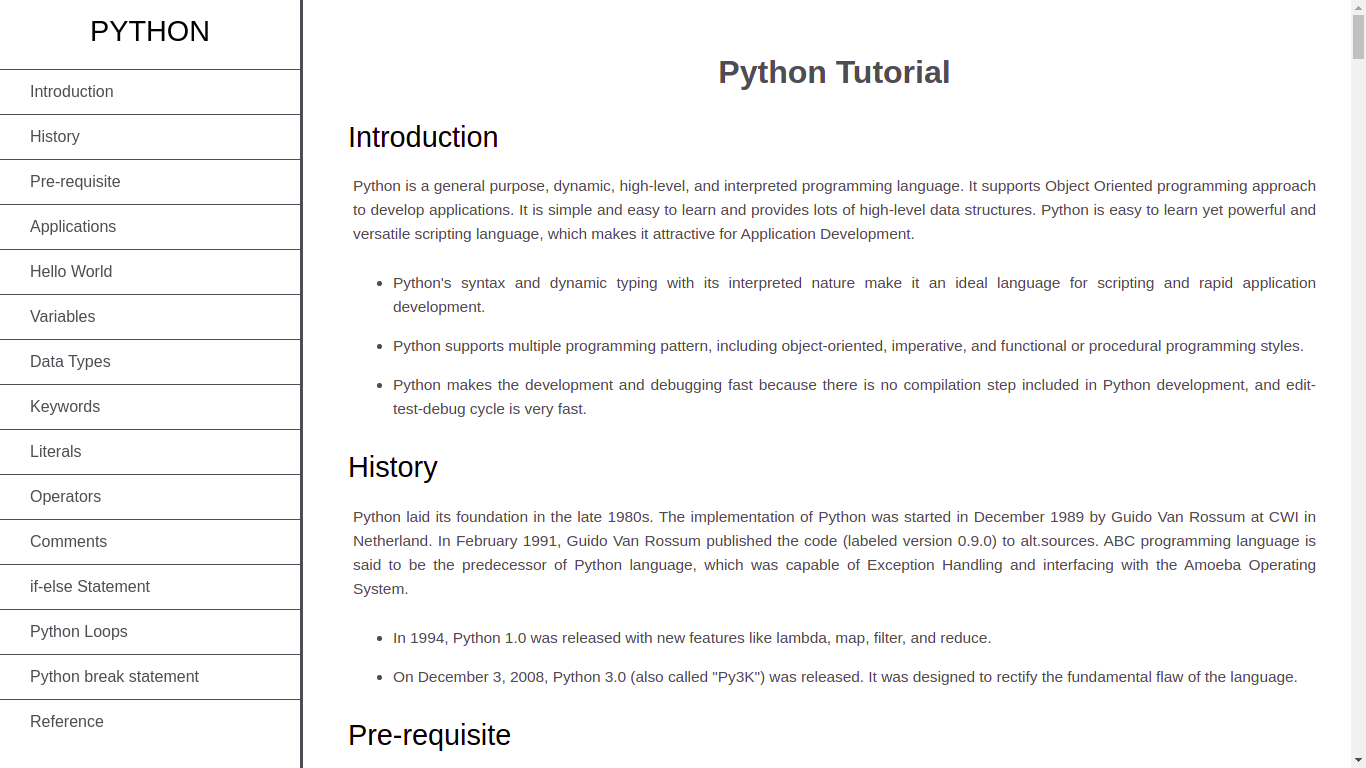 PYTHON
Introduction
History
Pre-requisite
Applications
Hello World
Variables
Data Types
Keywords
Literals
Operators
Comments
if-else Statement
Python Loops
Python break statement
Reference
Python Tutorial
Introduction
Python is a general purpose, dynamic, high-level, and interpreted programming language. It supports Object Oriented programming approach
to develop applications. It is simple and easy to learn and provides lots of high-level data structures. Python is easy to learn yet powerful and
versatile scripting language, which makes it attractive for Application Development.
• Python's syntax and dynamic typing with its interpreted nature make it an ideal language for scripting and rapid application
development.
• Python supports multiple programming pattern, including object-oriented, imperative, and functional or procedural programming styles.
• Python makes the development and debugging fast because there is no compilation step included in Python development, and edit-
test-debug cycle is very fast.
History
Python laid its foundation in the late 1980s. The implementation of Python was started in December 1989 by Guido Van Rossum at CWI in
Netherland. In February 1991, Guido Van Rossum published the code (labeled version 0.9.0) to alt.sources. ABC programming language is
said to be the predecessor of Python language, which was capable of Exception Handling and interfacing with the Amoeba Operating
System.
• In 1994, Python 1.0 was released with new features like lambda, map, filter, and reduce.
• On December 3, 2008, Python 3.0 (also called "Py3K") was released. It was designed to rectify the fundamental flaw of the language.
Pre-requisite